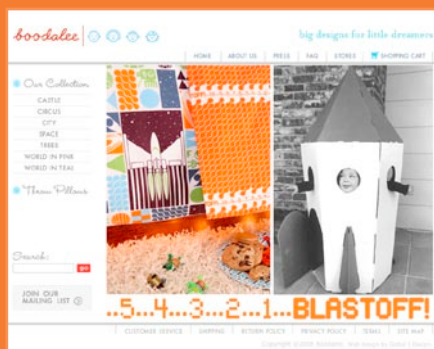 boodalee
big designs for little dreamers
HOME ABOUT US PRESS FAQ STORES SHOPPING CART
Our Collection
CASTLE
CIRCUS
CITY
SPACE
TREES
WORLD IN PINK
WORLD IN TEAL
Throw Pillows
Search:
go
JOIN OUR
MAILING LIST
...5...4...3...2...1...BLASTOFF!
CUSTOMER SERVICE SHIPPING RETURN POLICY PRIVACY POLICY TERMS SITE MAP